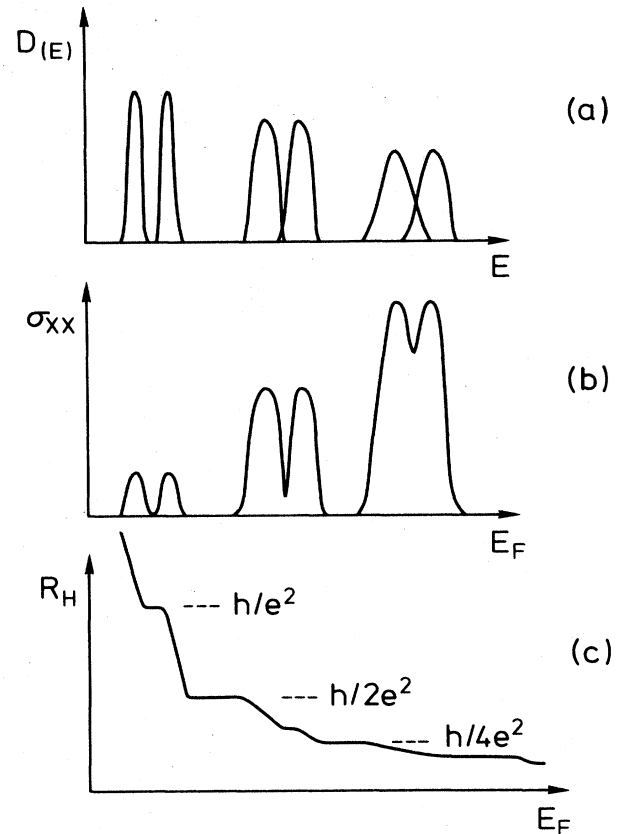 D(E)
(a)
E
σxx
(b)
EF
RH
--- h/e²
(c)
--- h/2e²
--- h/4e²
EF